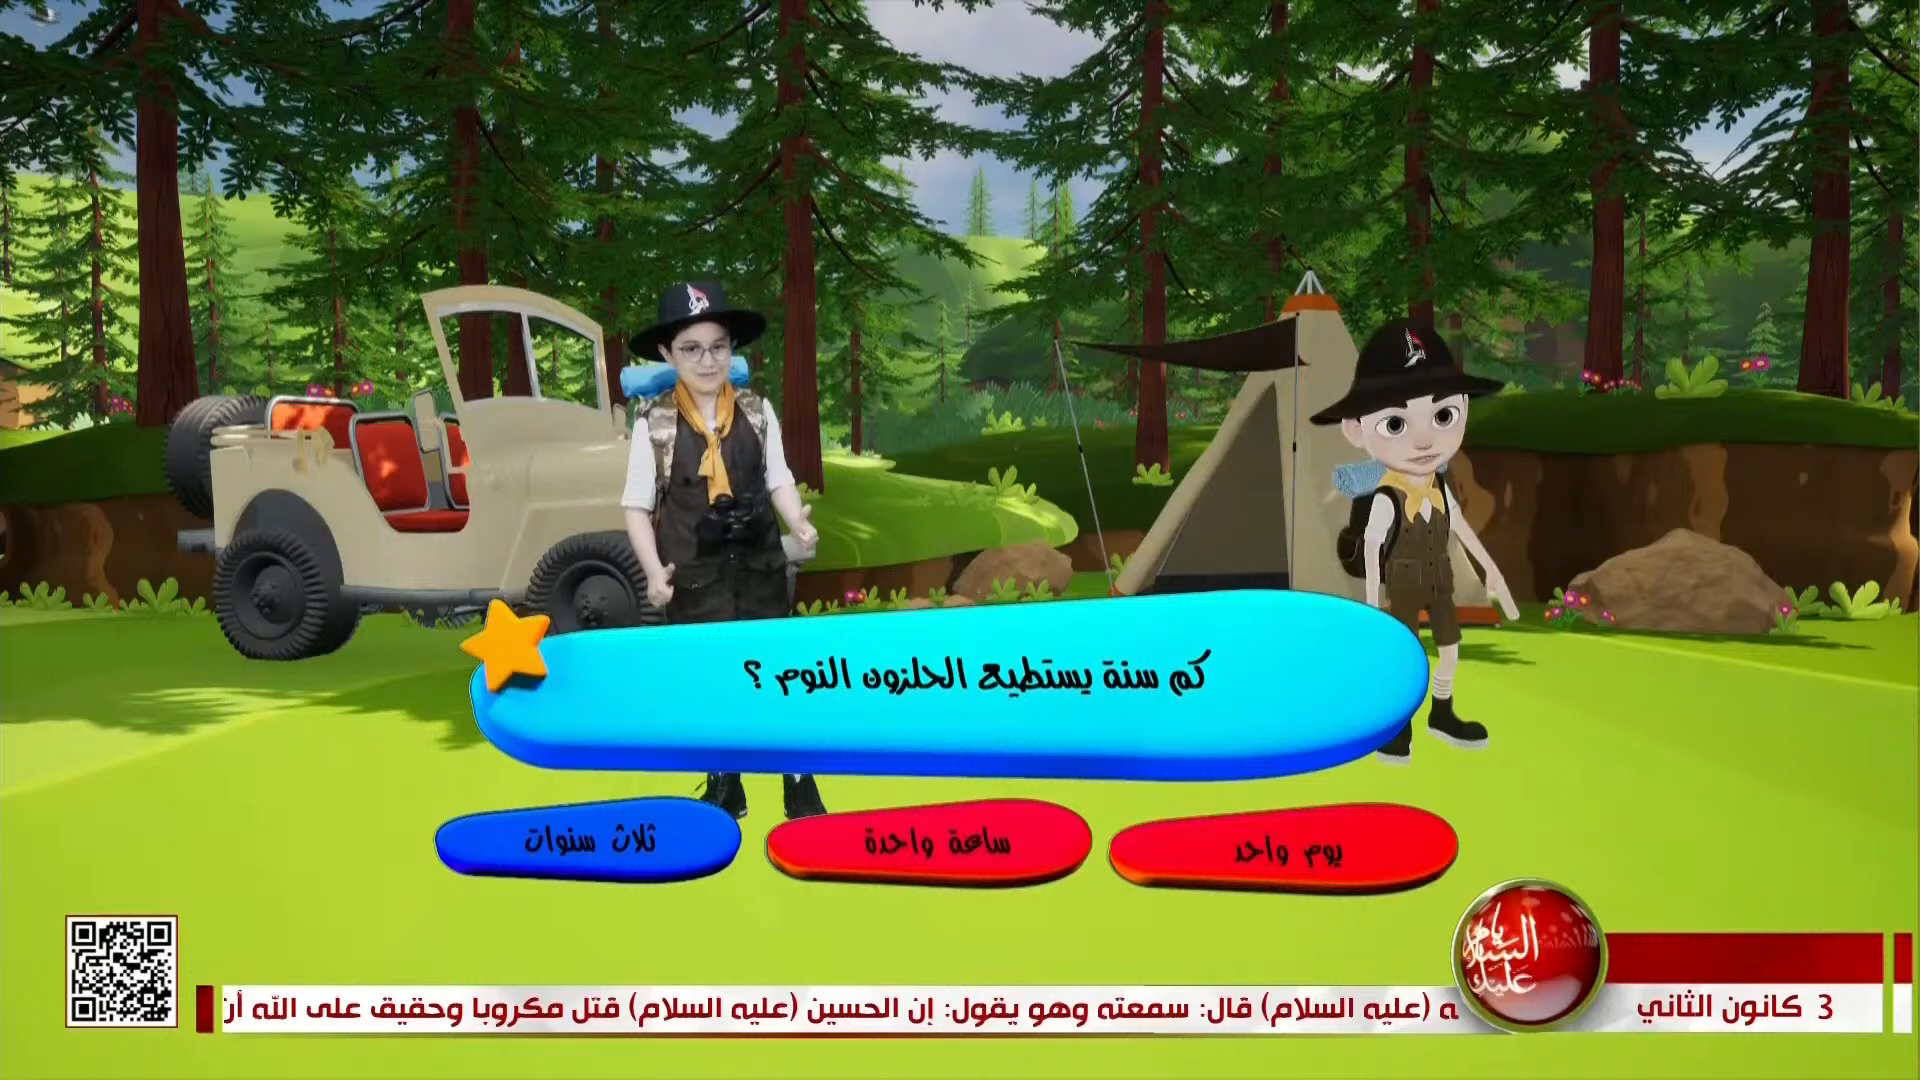 كم سنة يستطيع الحلزون النوم ؟
يوم واحد
ساعة واحدة
ثلاث سنوات
السلام عليك
3 كانون الثاني
ه (عليه السلام) قال: سمعته وهو يقول: إن الحسين (عليه السلام) قتل مكروبا وحقيق على الله أن